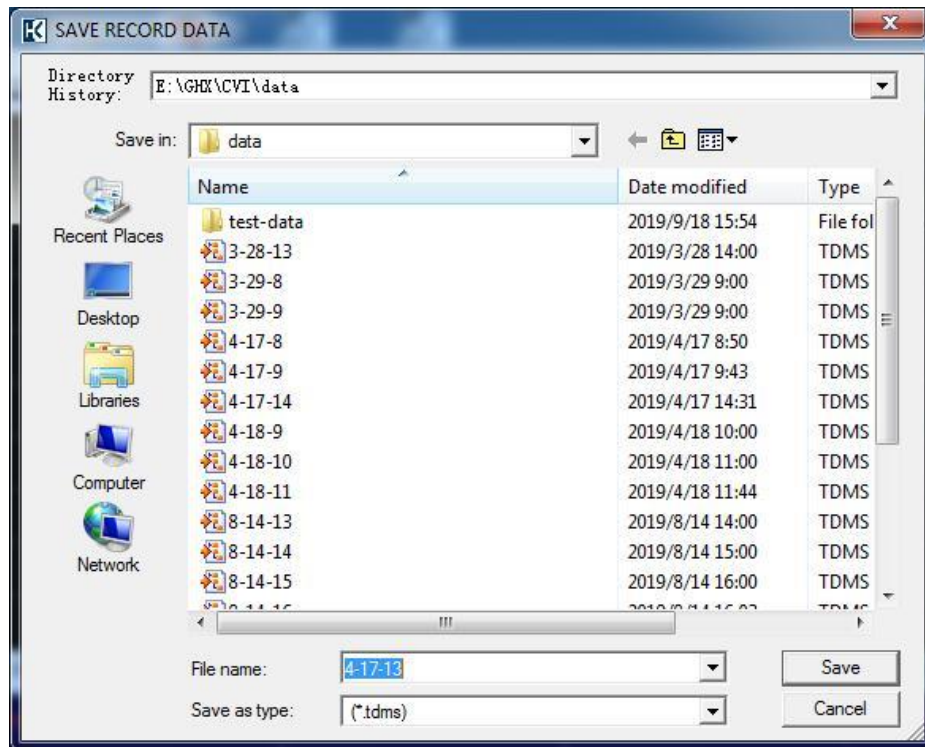 SAVE RECORD DATA
Directory History: E:\GHX\CVI\data
Save in: data
Name Date modified Type
test-data 2019/9/18 15:54 File fol
3-28-13 2019/3/28 14:00 TDMS
3-29-8 2019/3/29 9:00 TDMS
3-29-9 2019/3/29 9:00 TDMS
4-17-8 2019/4/17 8:50 TDMS
4-17-9 2019/4/17 9:43 TDMS
4-17-14 2019/4/17 14:31 TDMS
4-18-9 2019/4/18 10:00 TDMS
4-18-10 2019/4/18 11:00 TDMS
4-18-11 2019/4/18 11:44 TDMS
8-14-13 2019/8/14 14:00 TDMS
8-14-14 2019/8/14 15:00 TDMS
8-14-15 2019/8/14 16:00 TDMS
Recent Places
Desktop
Libraries
Computer
Network
File name: 4-17-13 Save
Save as type: (*.tdms) Cancel